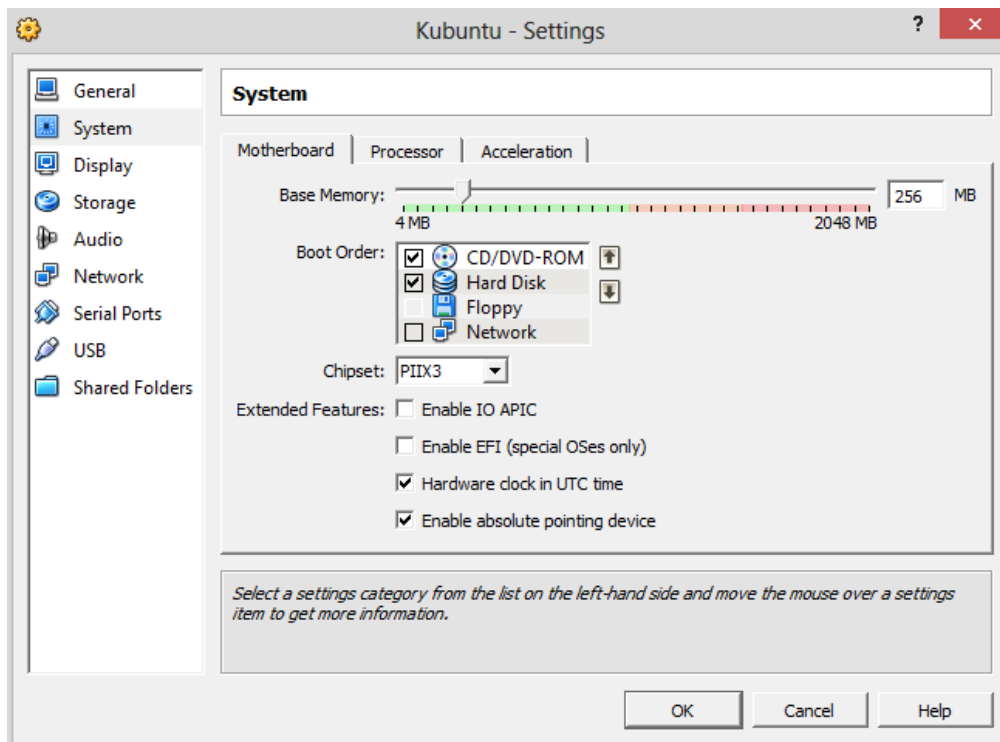 Kubuntu - Settings
?
General
System
Display
Storage
Audio
Network
Serial Ports
USB
Shared Folders
System
Motherboard Processor Acceleration
Base Memory: 256 MB
4 MB 2048 MB
Boot Order: CD/DVD-ROM
Hard Disk
Floppy
Network
Chipset: PIIX3
Extended Features: Enable IO APIC
Enable EFI (special OSes only)
Hardware clock in UTC time
Enable absolute pointing device
Select a settings category from the list on the left-hand side and move the mouse over a settings
item to get more information.
OK Cancel Help